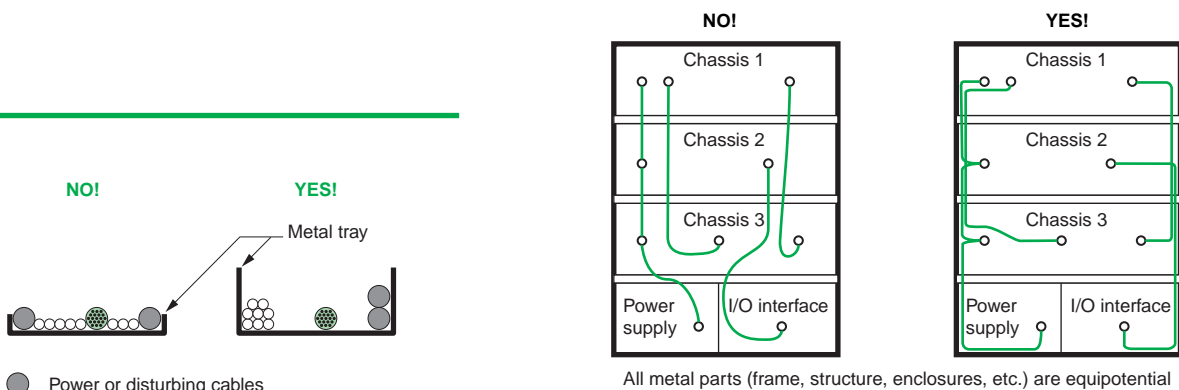 NO!
YES!
Metal tray
Power or disturbing cables
NO!
Chassis 1
Chassis 2
Chassis 3
Power supply
I/O interface
YES!
Chassis 1
Chassis 2
Chassis 3
Power supply
I/O interface
All metal parts (frame, structure, enclosures, etc.) are equipotential